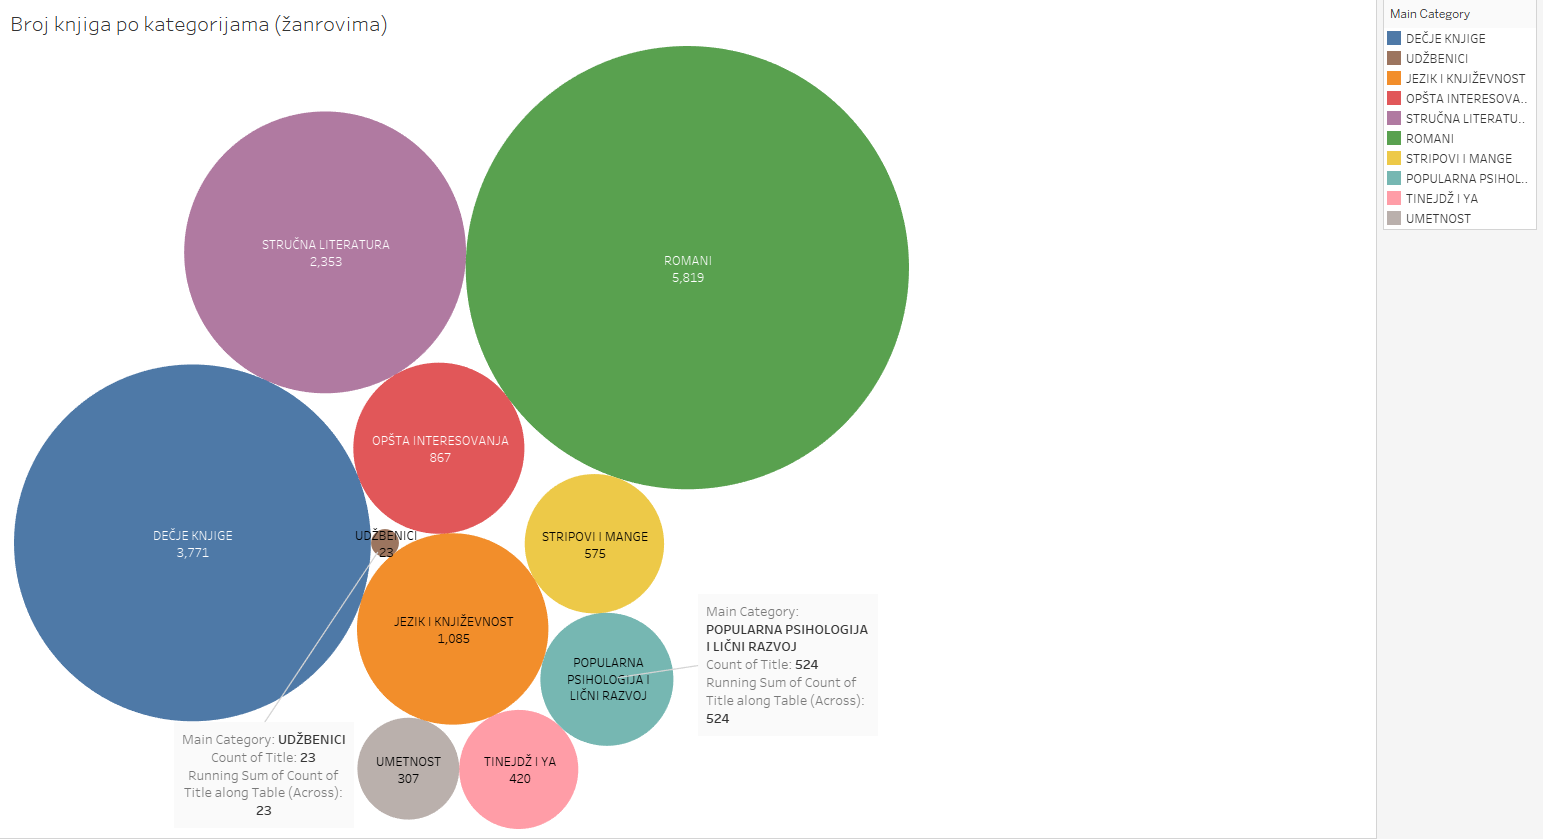 Broj knjiga po kategorijama (žanrovima)
STRUČNA LITERATURA
2,353
ROMANI
5,819
OPŠTA INTERESOVANJA
867
DEČJE KNJIGE
3,771
UDŽBENICI
23
STRIPOVI I MANGE
575
JEZIK I KNJIŽEVNOST
1,085
POPULARNA
PSIHOLOGIJA I
LIČNI RAZVOJ
Main Category:
POPULARNA PSIHOLOGIJA
I LIČNI RAZVOJ
Count of Title: 524
Running Sum of Count of
Title along Table (Across):
524
Main Category: UDŽBENICI
Count of Title: 23
Running Sum of Count of
Title along Table (Across):
23
UMETNOST
307
TINEJDŽ I YA
420
Main Category
DEČJE KNJIGE
UDŽBENICI
JEZIK I KNJIŽEVNOST
OPŠTA INTERESOVA..
STRUČNA LITERATU..
ROMANI
STRIPOVI I MANGE
POPULARNA PSIHOL..
TINEJDŽ I YA
UMETNOST